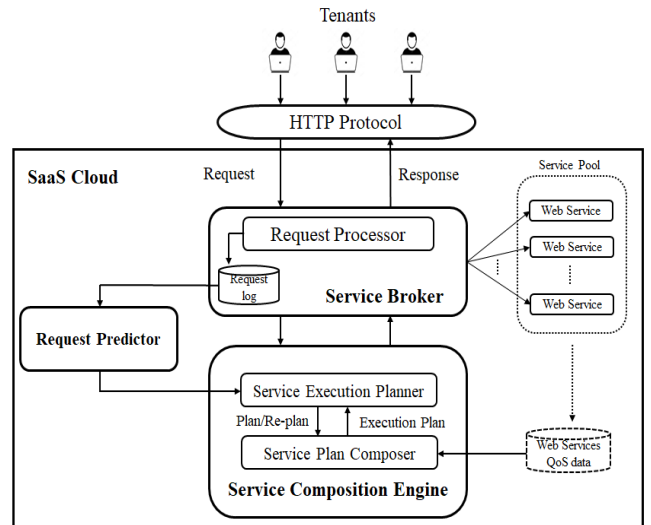 Tenants
HTTP Protocol
SaaS Cloud
Request
Response
Service Pool
Web Service
Web Service
Web Service
Request Processor
Request
log
Service Broker
Request Predictor
Service Execution Planner
Plan/Re-plan
Execution Plan
Service Plan Composer
Service Composition Engine
Web Services
QoS data